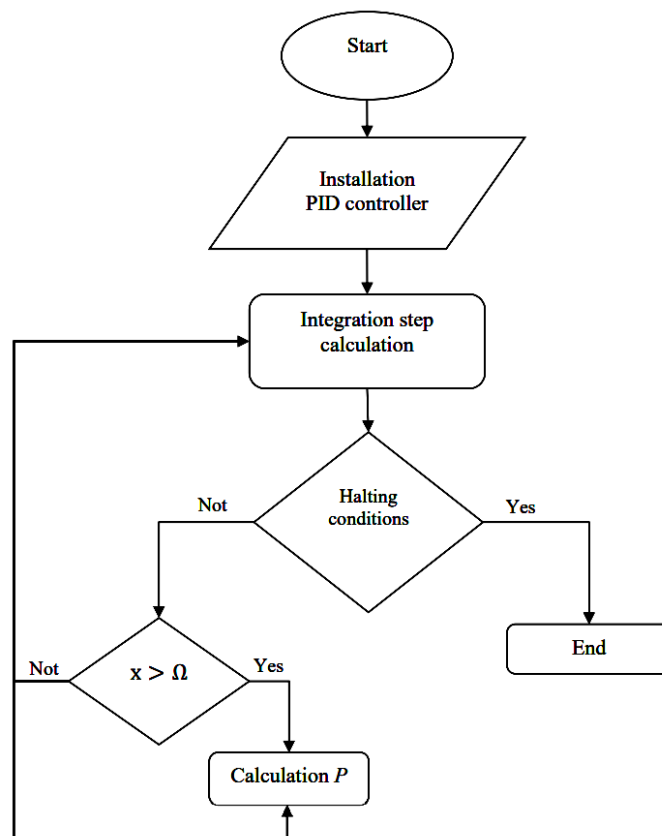 Start
Installation
PID controller
Integration step
calculation
Halting
conditions
Not
Yes
End
x > Ω
Not
Yes
Calculation P